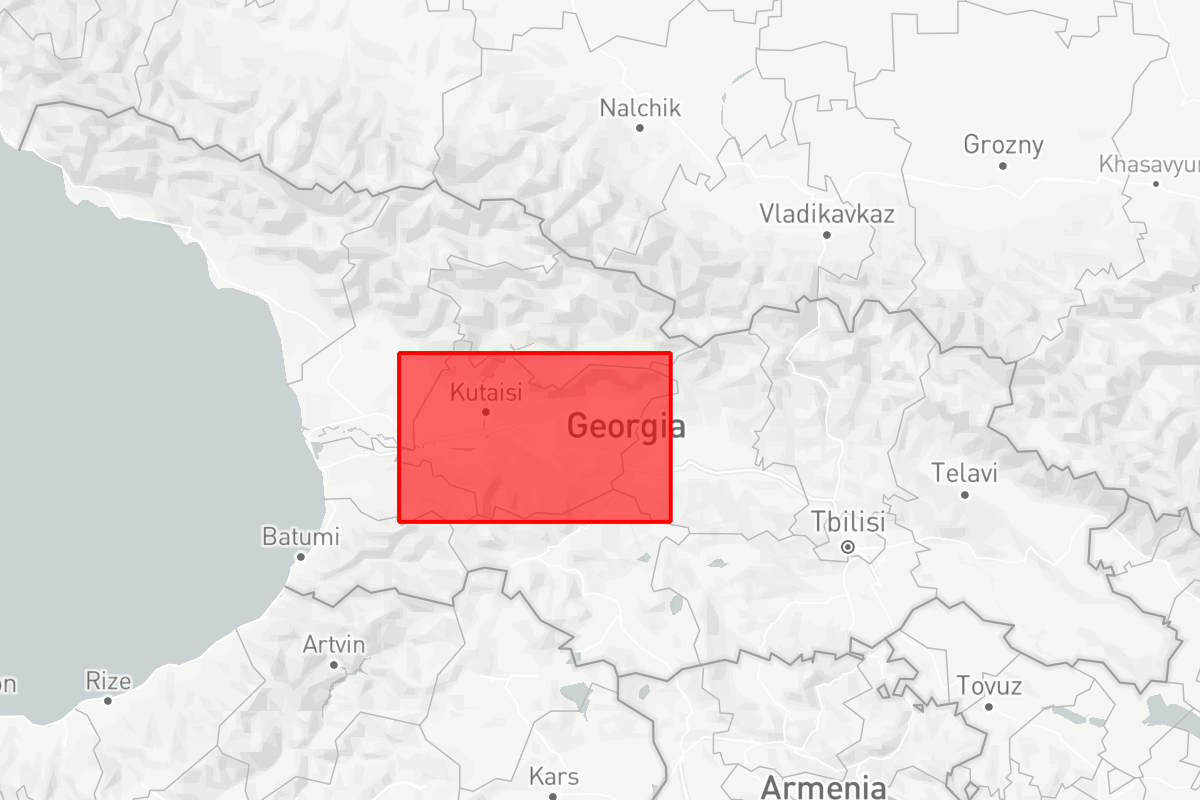 Nalchik
Grozny
Khasavyur
Vladikavkaz
Kutaisi
Georgia
Telavi
Tbilisi
Batumi
Artvin
on
Rize
Tovuz
Kars
Armenia